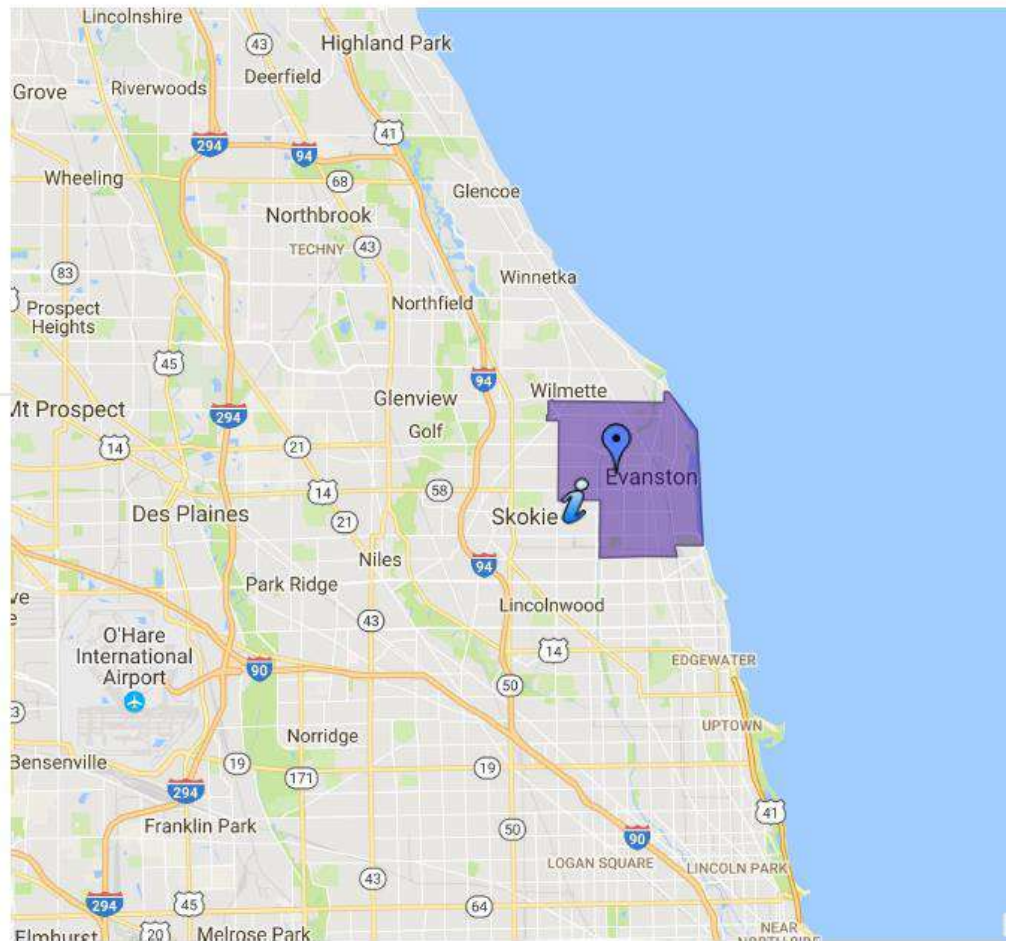 Lincolnshire
43
Highland Park
Deerfield
Grove
Riverwoods
41
294
94
Wheeling
68
Glencoe
Northbrook
TECHNY
43
83
Winnetka
Northfield
Prospect
Heights
45
94
Wilmette
Glenview
Mt Prospect
294
Golf
14
21
Evanston
58
14
Skokie
Des Plaines
21
Niles
94
Park Ridge
Lincolnwood
43
O'Hare
International
Airport
14
EDGEWATER
90
50
3
UPTOWN
Norridge
Bensenville
19
171
19
294
41
Franklin Park
50
90
LOGAN SQUARE
LINCOLN PARK
43
294
45
64
Elmhurst
20
Melrose Park
NEAR
NORTH SIDE